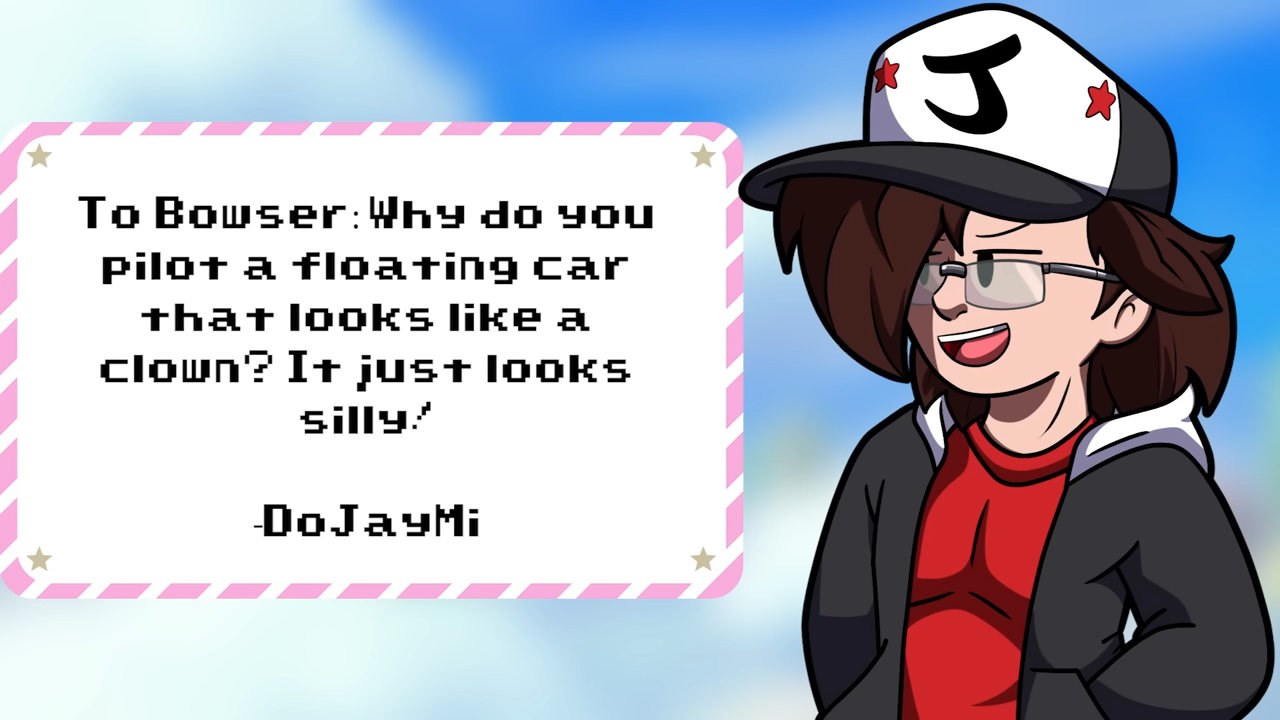 To Bowser:Why do you
pilot a floating car
that looks like a
clown? It just looks
silly!
-DoJayMi
J